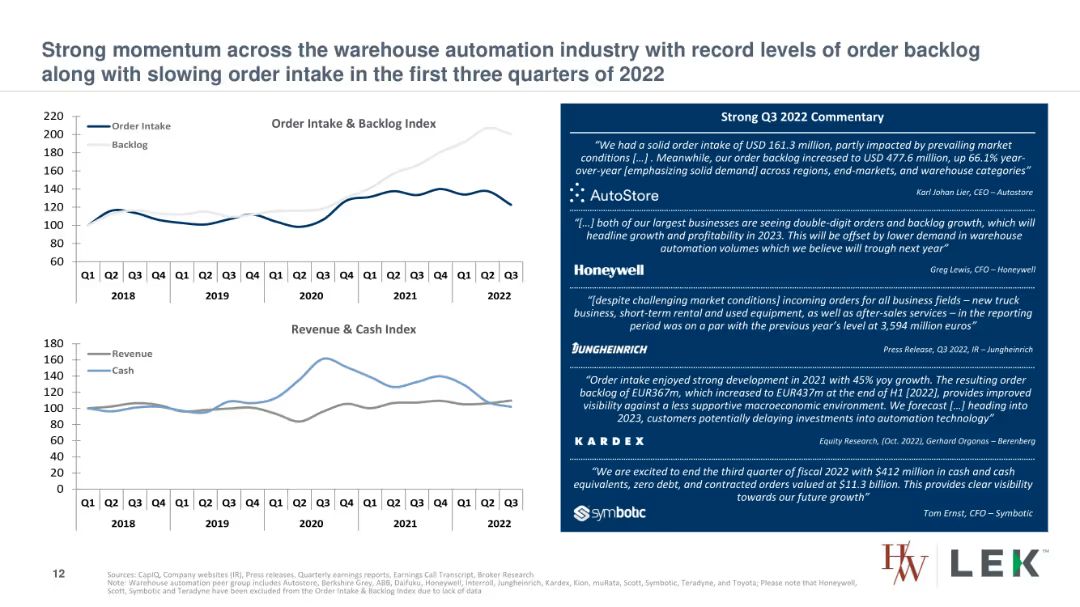 Strong momentum across the warehouse automation industry with record levels of order backlog
along with slowing order intake in the first three quarters of 2022
Order Intake & Backlog Index
Order Intake
Backlog
220
200
180
160
140
120
100
80
60
Q1 Q2 Q3 Q4 Q1 Q2 Q3 Q4 Q1 Q2 Q3 Q4 Q1 Q2 Q3 Q4 Q1 Q2 Q3
2018 2019 2020 2021 2022
Revenue & Cash Index
Revenue
Cash
180
160
140
120
100
80
60
40
20
0
Q1 Q2 Q3 Q4 Q1 Q2 Q3 Q4 Q1 Q2 Q3 Q4 Q1 Q2 Q3 Q4 Q1 Q2 Q3
2018 2019 2020 2021 2022
Strong Q3 2022 Commentary
“We had a solid order intake of USD 161.3 million, partly impacted by prevailing market
conditions […] . Meanwhile, our order backlog increased to USD 477.6 million, up 66.1% year-
over-year [emphasizing solid demand] across regions, end-markets, and warehouse categories”
AutoStore
Karl Johan Lier, CEO – Autostore
“[…] both of our largest businesses are seeing double-digit orders and backlog growth, which will
headline growth and profitability in 2023. This will be offset by lower demand in warehouse
automation volumes which we believe will trough next year”
Honeywell
Greg Lewis, CFO – Honeywell
“[despite challenging market conditions] incoming orders for all business fields – new truck
business, short-term rental and used equipment, as well as after-sales services – in the reporting
period was on a par with the previous year’s level at 3,594 million euros”
JUNGHEINRICH
Press Release, Q3 2022, IR – Jungheinrich
“Order intake enjoyed strong development in 2021 with 45% yoy growth. The resulting order
backlog of EUR367m, which increased to EUR437m at the end of H1 [2022], provides improved
visibility against a less supportive macroeconomic environment. We forecast […] heading into
2023, customers potentially delaying investments into automation technology”
KARDEX
Equity Research, (Oct. 2022), Gerhard Orgonas – Berenberg
“We are excited to end the third quarter of fiscal 2022 with $412 million in cash and cash
equivalents, zero debt, and contracted orders valued at $11.3 billion. This provides clear visibility
towards our future growth”
symbotic
Tom Ernst, CFO – Symbotic
12
Sources: CapIQ, Company websites (IR), Press releases, Quarterly earnings reports, Earnings Call Transcript, Broker Research
Note: Warehouse automation peer group includes Autostore, Berkshire Grey, ABB, Daifuku, Honeywell, Interroll, Jungheinrich, Kardex, Kion, muRata, Scott, Symbotic, Teradyne, and Toyota; Please note that Honeywell,
Scott, Symbotic and Teradyne have been excluded from the Order Intake & Backlog Index due to lack of data
HW
LEK™